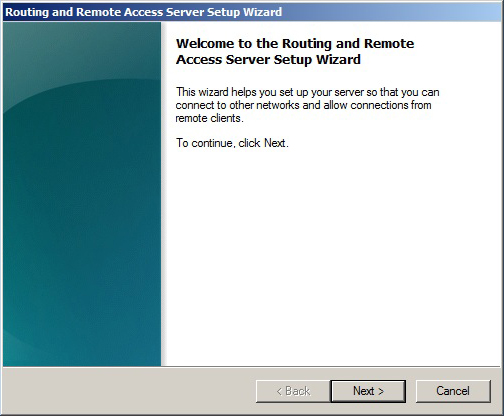 Routing and Remote Access Server Setup Wizard
Welcome to the Routing and Remote
Access Server Setup Wizard
This wizard helps you set up your server so that you can
connect to other networks and allow connections from
remote clients.
To continue, click Next.
< Back
Next >
Cancel